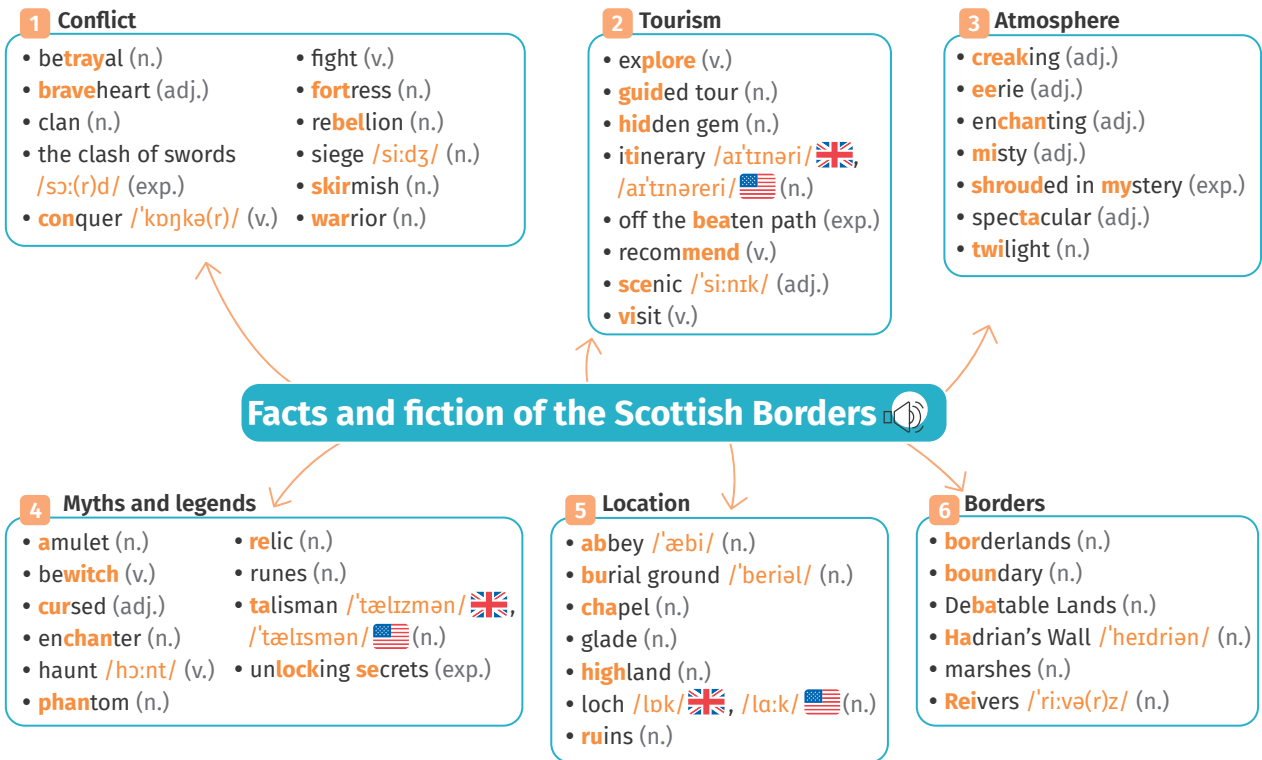 1 Conflict
• betrayal (n.)
• braveheart (adj.)
• clan (n.)
• the clash of swords
/sɔː(r)d/ (exp.)
• conquer /ˈkɒŋkə(r)/ (v.)
• fight (v.)
• fortress (n.)
• rebellion (n.)
• siege /siːdʒ/ (n.)
• skirmish (n.)
• warrior (n.)
2 Tourism
• explore (v.)
• guided tour (n.)
• hidden gem (n.)
• itinerary /aɪˈtɪnəri/ ,
/aɪˈtɪnəreri/ (n.)
• off the beaten path (exp.)
• recommend (v.)
• scenic /ˈsiːnɪk/ (adj.)
• visit (v.)
3 Atmosphere
• creaking (adj.)
• eerie (adj.)
• enchanting (adj.)
• misty (adj.)
• shrouded in mystery (exp.)
• spectacular (adj.)
• twilight (n.)
Facts and fiction of the Scottish Borders
4 Myths and legends
• amulet (n.)
• bewitch (v.)
• cursed (adj.)
• enchanter (n.)
• haunt /hɔːnt/ (v.)
• phantom (n.)
• relic (n.)
• runes (n.)
• talisman /ˈtælɪzmən/ ,
/ˈtælɪsmən/ (n.)
• unlocking secrets (exp.)
5 Location
• abbey /ˈæbi/ (n.)
• burial ground /ˈberiəl/ (n.)
• chapel (n.)
• glade (n.)
• highland (n.)
• loch /lɒk/ , /lɑːk/ (n.)
• ruins (n.)
6 Borders
• borderlands (n.)
• boundary (n.)
• Debatable Lands (n.)
• Hadrian’s Wall /ˈheɪdriən/ (n.)
• marshes (n.)
• Reivers /ˈriːvə(r)z/ (n.)